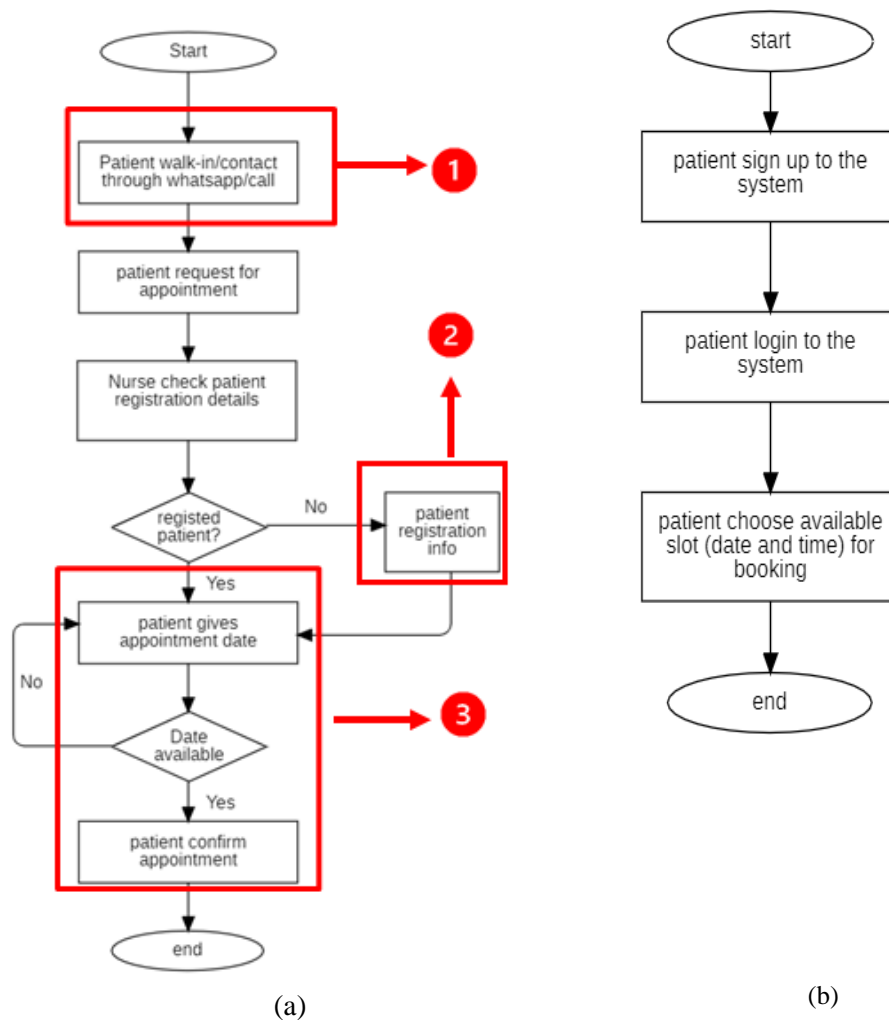 Start
Patient walk-in/contact
through whatsapp/call
1
patient request for
appointment
2
Nurse check patient
registration details
registed
patient?
No
patient
registration
info
Yes
patient gives
appointment date
No
3
Date
available
Yes
patient confirm
appointment
end
(a)
start
patient sign up to the
system
patient login to the
system
patient choose available
slot (date and time) for
booking
end
(b)